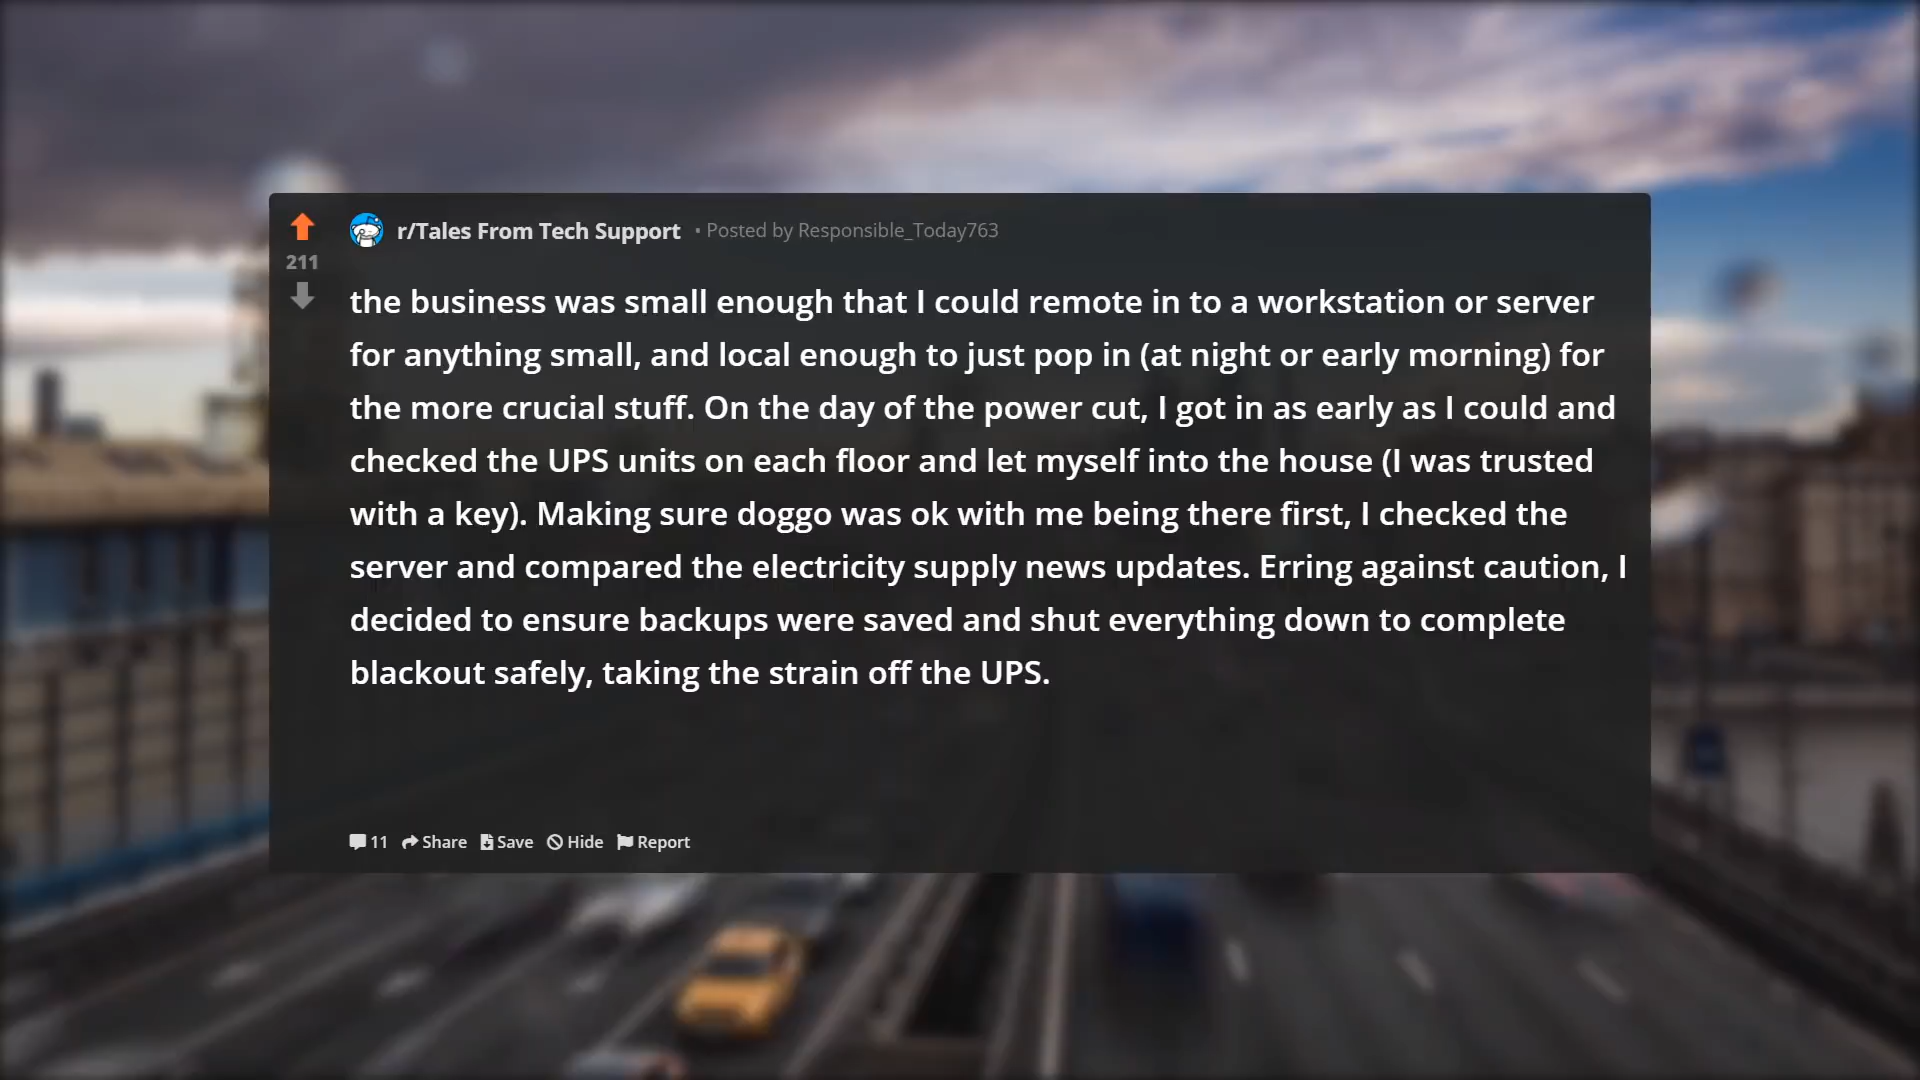 r/Tales From Tech Support • Posted by Responsible_Today763
211
the business was small enough that I could remote in to a workstation or server
for anything small, and local enough to just pop in (at night or early morning) for
the more crucial stuff. On the day of the power cut, I got in as early as I could and
checked the UPS units on each floor and let myself into the house (I was trusted
with a key). Making sure doggo was ok with me being there first, I checked the
server and compared the electricity supply news updates. Erring against caution, I
decided to ensure backups were saved and shut everything down to complete
blackout safely, taking the strain off the UPS.
11 Share Save Hide Report